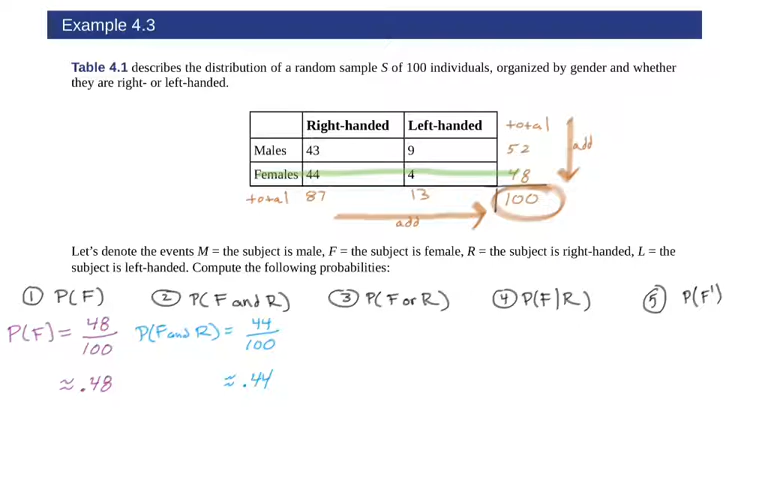 Example 4.3
Table 4.1 describes the distribution of a random sample S of 100 individuals, organized by gender and whether
they are right- or left-handed.
Right-handed Left-handed total
Males 43 9 52
add
Females 44 4 48
total 87 13 100
add
Let's denote the events M = the subject is male, F = the subject is female, R = the subject is right-handed, L = the
subject is left-handed. Compute the following probabilities:
① P(F) ② P(F and R) ③ P(F or R) ④ P(F|R) ⑤ P(F')
P(F) = 48/100 P(F and R) = 44/100
≈ .48 ≈ .44